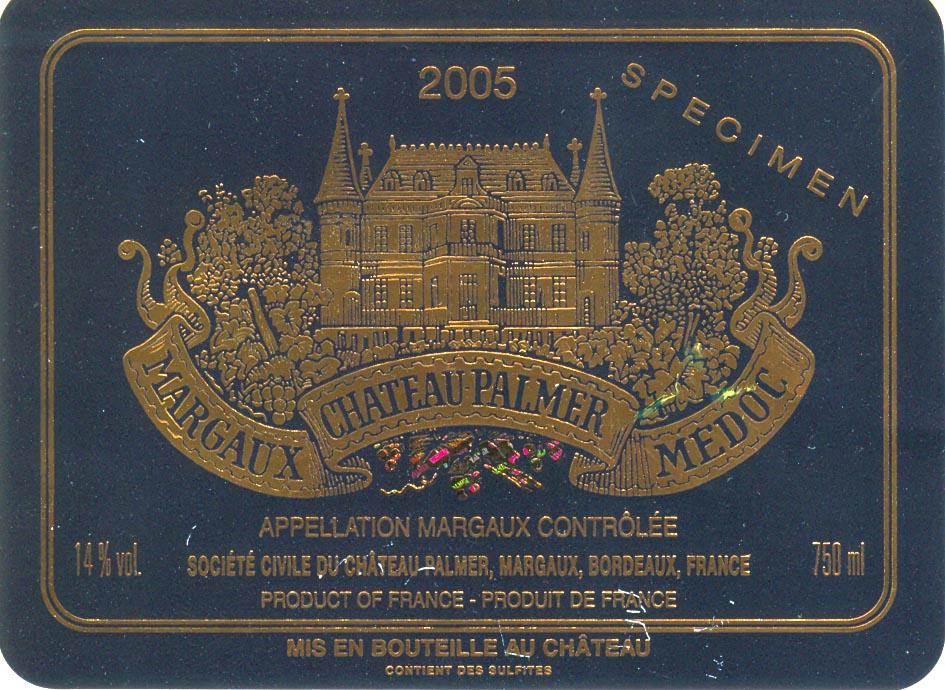 2005
SPECIMEN
MARGAUX
CHATEAU·PALMER
MEDOC
APPELLATION MARGAUX CONTRÔLÉE
14 % vol.
SOCIÉTÉ CIVILE DU CHÂTEAU PALMER, MARGAUX, BORDEAUX, FRANCE
750 ml
PRODUCT OF FRANCE - PRODUIT DE FRANCE
MIS EN BOUTEILLE AU CHÂTEAU
CONTIENT DES SULFITES